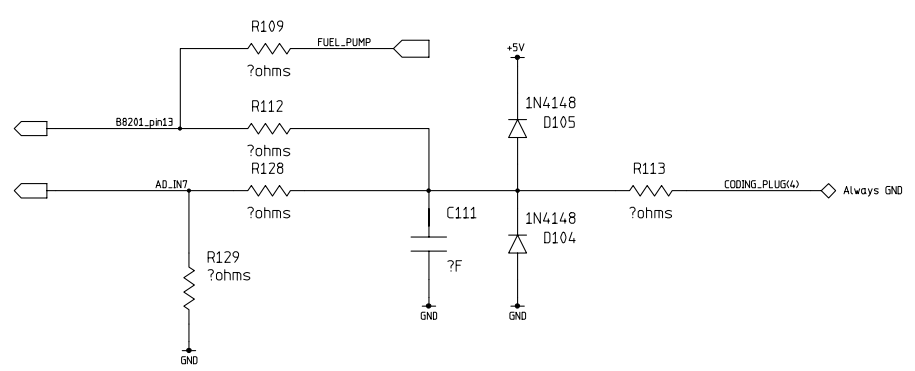 R109
FUEL_PUMP
?ohms
+5V
R112
1N4148
D105
B8201_pin13
?ohms
R128
R113
AD_IN7
CODING_PLUG(4)
Always GND
?ohms
C111
1N4148
?ohms
D104
R129
?ohms
?F
GND
GND
GND